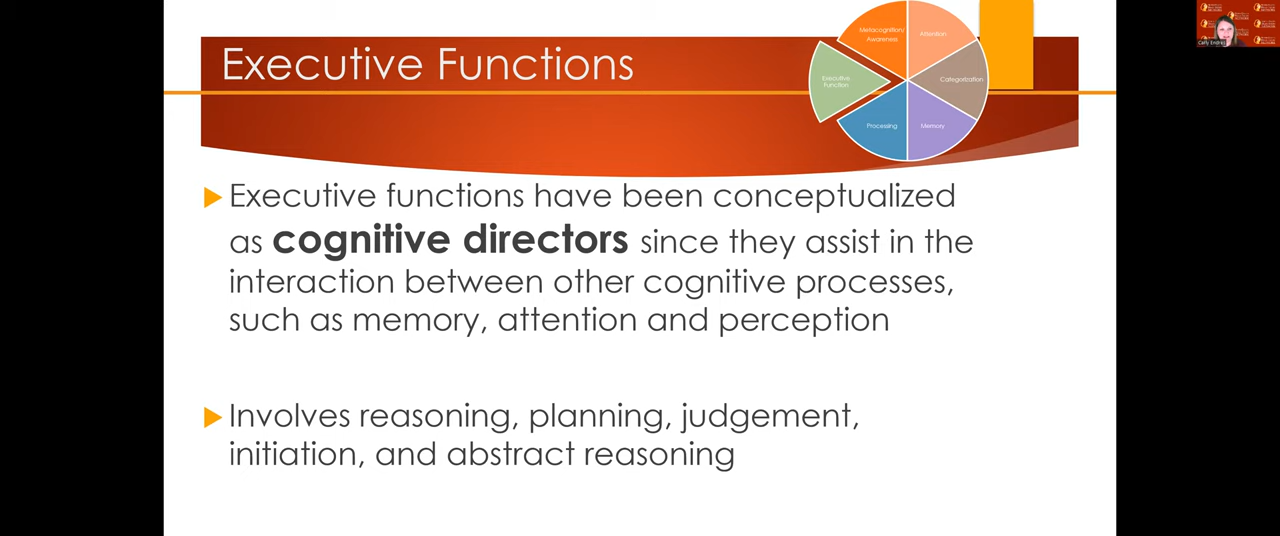 Executive Functions
Metacognition/
Awareness
Attention
Executive
Function
Categorization
Processing
Memory
Executive functions have been conceptualized
as cognitive directors since they assist in the
interaction between other cognitive processes,
such as memory, attention and perception
Involves reasoning, planning, judgement,
initiation, and abstract reasoning